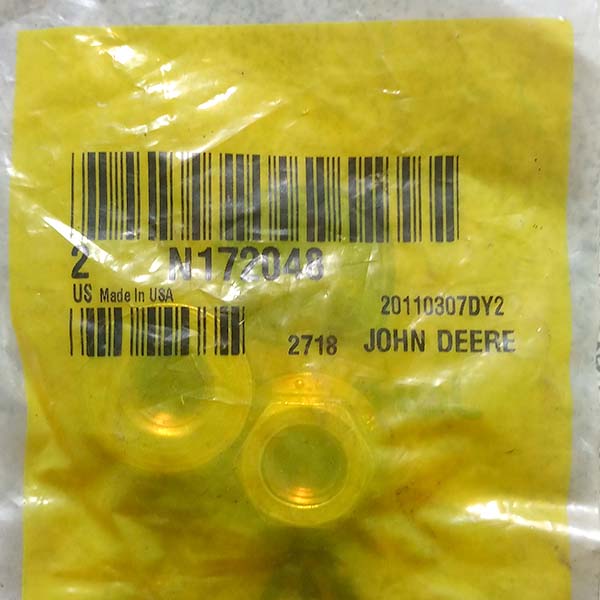 2 N172048
US Made In USA
20110307DY2
2718 JOHN DEERE